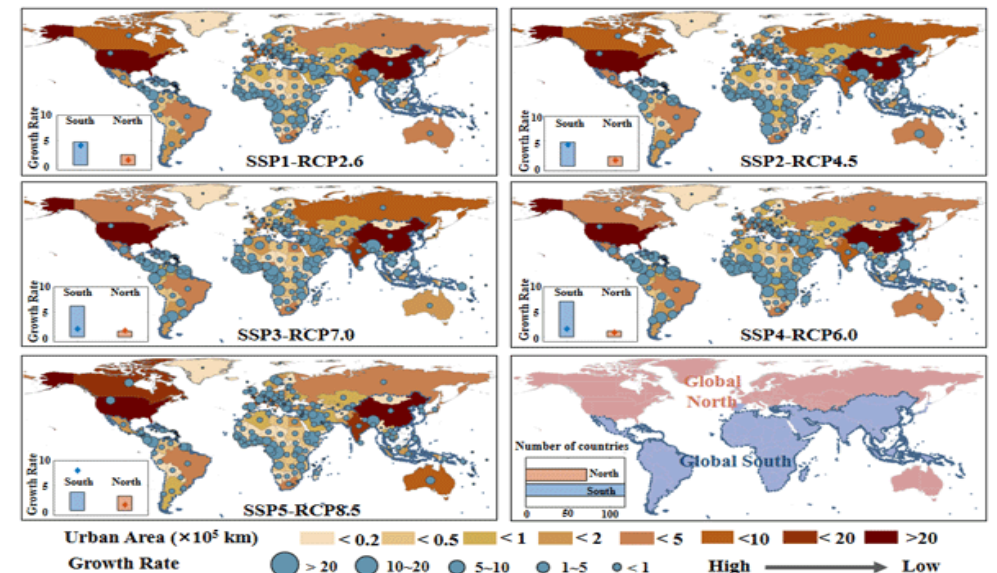 Growth Rate
10
5
0
South North
SSP1-RCP2.6
Growth Rate
10
5
0
South North
SSP2-RCP4.5
Growth Rate
10
5
0
South North
SSP3-RCP7.0
Growth Rate
10
5
0
South North
SSP4-RCP6.0
Growth Rate
10
5
0
South North
SSP5-RCP8.5
Global
North
Global South
Number of countries
North
South
0 50 100
Urban Area (×10⁵ km) < 0.2 < 0.5 < 1 < 2 < 5 <10 < 20 >20
Growth Rate > 20 10~20 5~10 1~5 < 1 High Low